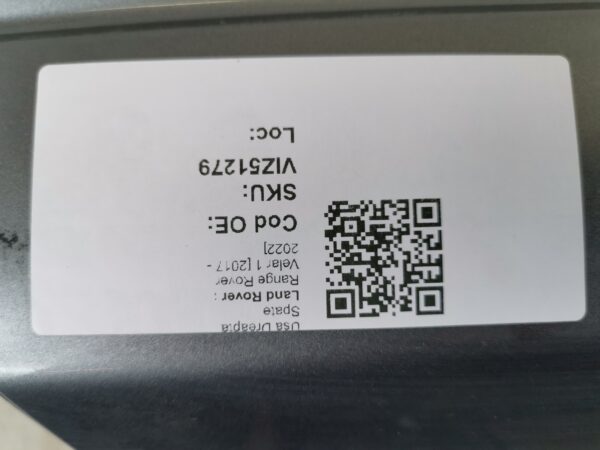 Usa Dreapta
Spate
Land Rover :
Range Rover
Velar 1 [2017 -
2022]
Cod OE:
SKU:
VIZ51279
Loc: